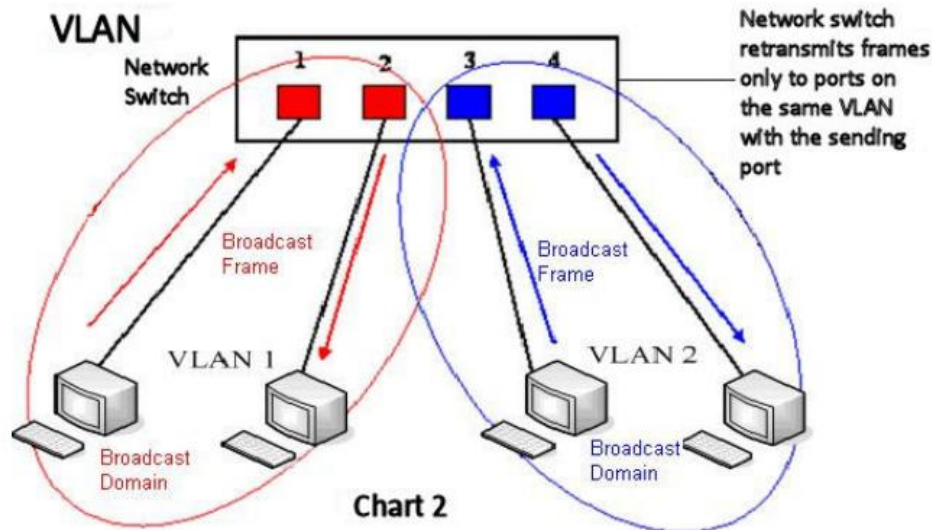 VLAN
Network
Switch
1
2
3
4
Network switch
retransmits frames
only to ports on
the same VLAN
with the sending
port
Broadcast
Frame
Broadcast
Frame
VLAN 1
VLAN 2
Broadcast
Domain
Broadcast
Domain
Chart 2